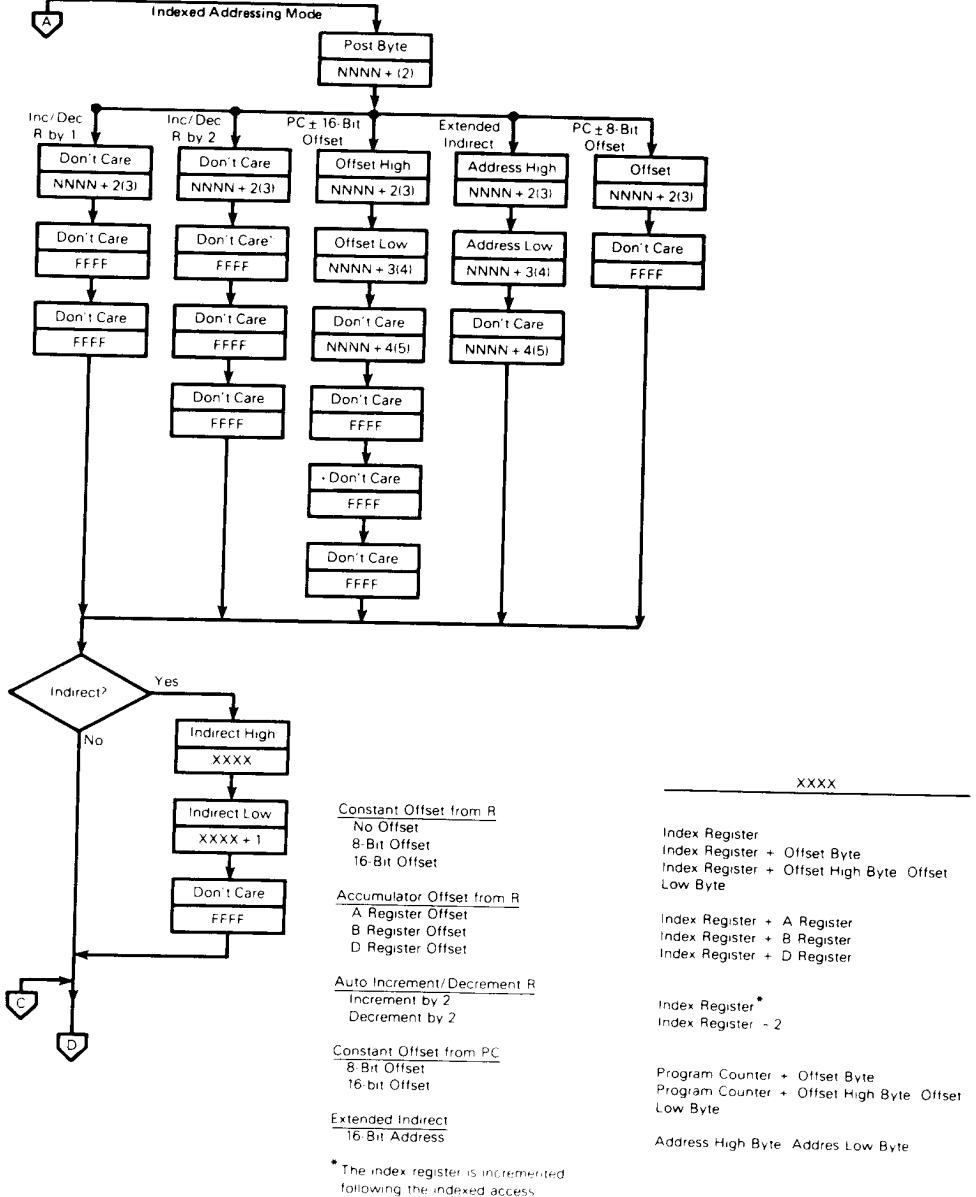 Indexed Addressing Mode
A
Post Byte
NNNN + (2)
Inc/Dec
R by 1
Don't Care
NNNN + 2(3)
Don't Care
FFFF
Don't Care
FFFF
Inc/Dec
R by 2
Don't Care
NNNN + 2(3)
Don't Care
FFFF
Don't Care
FFFF
Don't Care
FFFF
PC ± 16-Bit
Offset
Offset High
NNNN + 2(3)
Offset Low
NNNN + 3(4)
Don't Care
NNNN + 4(5)
Don't Care
FFFF
Don't Care
FFFF
Don't Care
FFFF
Extended
Indirect
Address High
NNNN + 2(3)
Address Low
NNNN + 3(4)
Don't Care
NNNN + 4(5)
PC ± 8-Bit
Offset
Offset
NNNN + 2(3)
Don't Care
FFFF
Indirect?
Yes
No
Indirect High
XXXX
Indirect Low
XXXX + 1
Don't Care
FFFF
C
D
Constant Offset from R
No Offset
8-Bit Offset
16-Bit Offset
Accumulator Offset from R
A Register Offset
B Register Offset
D Register Offset
Auto Increment/Decrement R
Increment by 2
Decrement by 2
Constant Offset from PC
8-Bit Offset
16-bit Offset
Extended Indirect
16-Bit Address
* The index register is incremented
following the indexed access
XXXX
Index Register
Index Register + Offset Byte
Index Register + Offset High Byte Offset
Low Byte
Index Register + A Register
Index Register + B Register
Index Register + D Register
Index Register*
Index Register - 2
Program Counter + Offset Byte
Program Counter + Offset High Byte Offset
Low Byte
Address High Byte Addres Low Byte